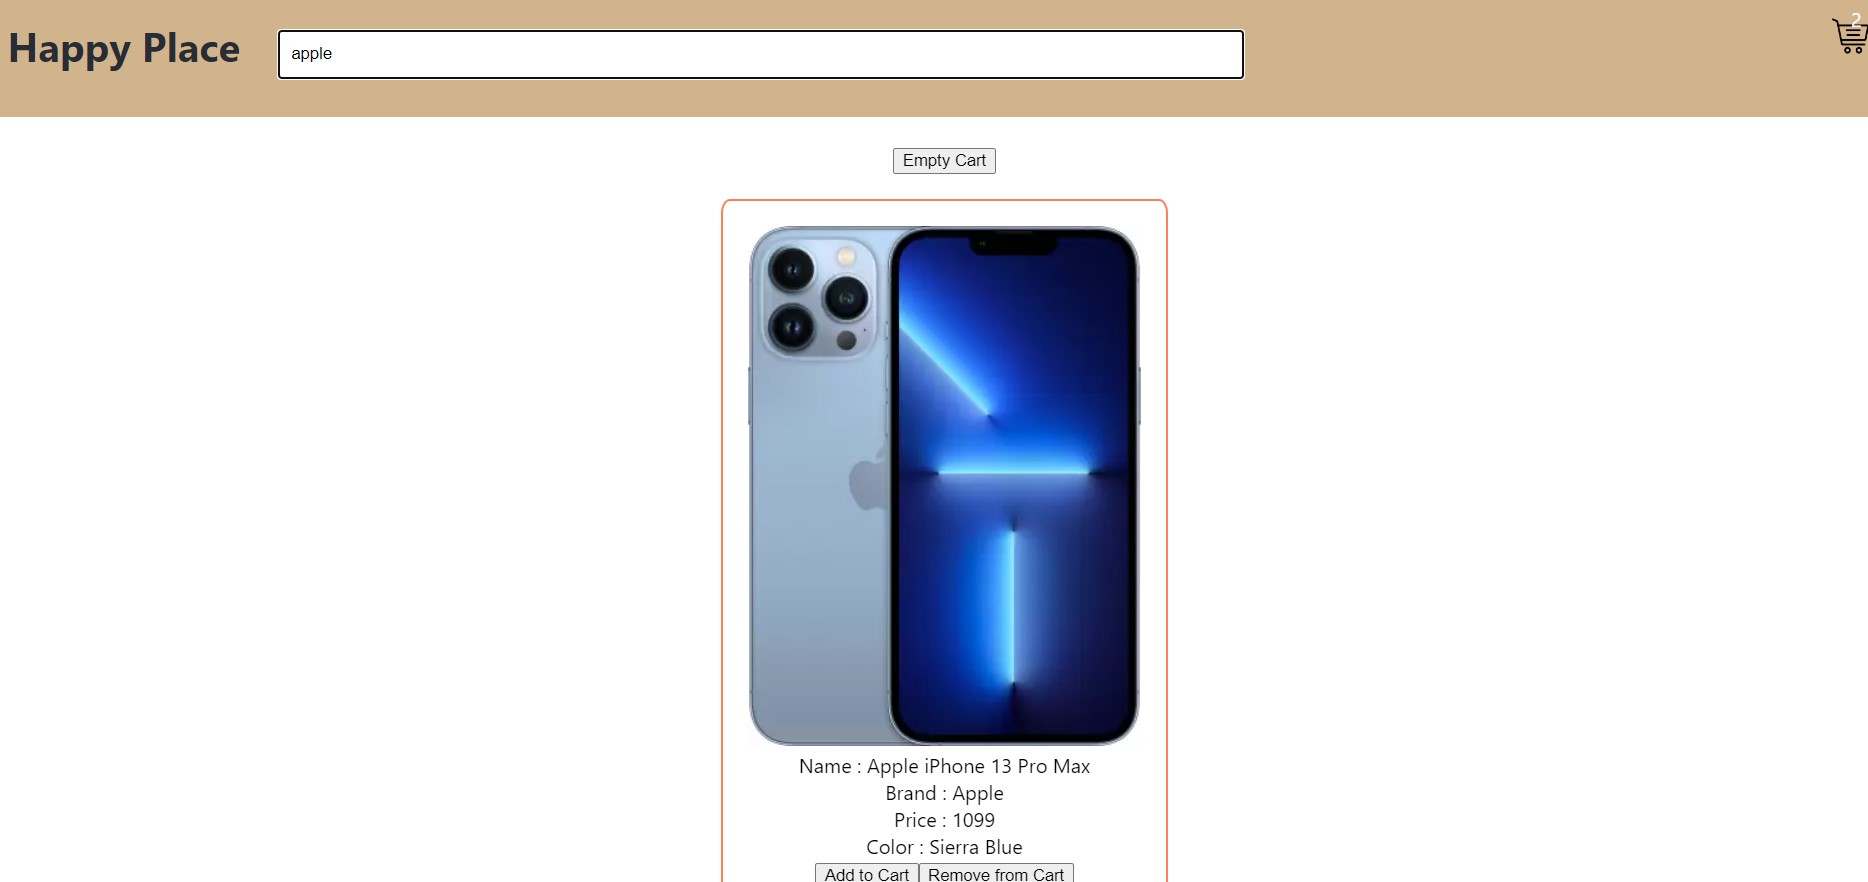 Happy Place
apple
2
Empty Cart
Name : Apple iPhone 13 Pro Max
Brand : Apple
Price : 1099
Color : Sierra Blue
Add to Cart
Remove from Cart